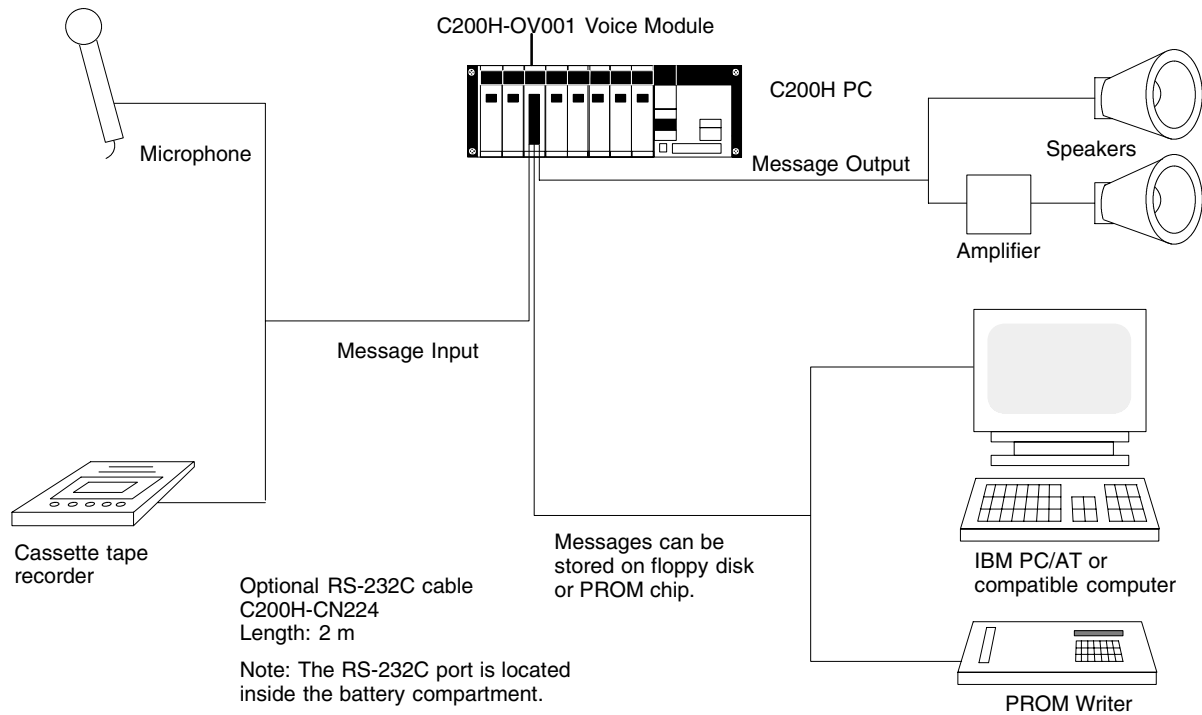 C200H-OV001 Voice Module
C200H PC
Microphone
Message Output
Speakers
Amplifier
Message Input
Cassette tape
recorder
Optional RS-232C cable
C200H-CN224
Length: 2 m
Note: The RS-232C port is located
inside the battery compartment.
Messages can be
stored on floppy disk
or PROM chip.
IBM PC/AT or
compatible computer
PROM Writer